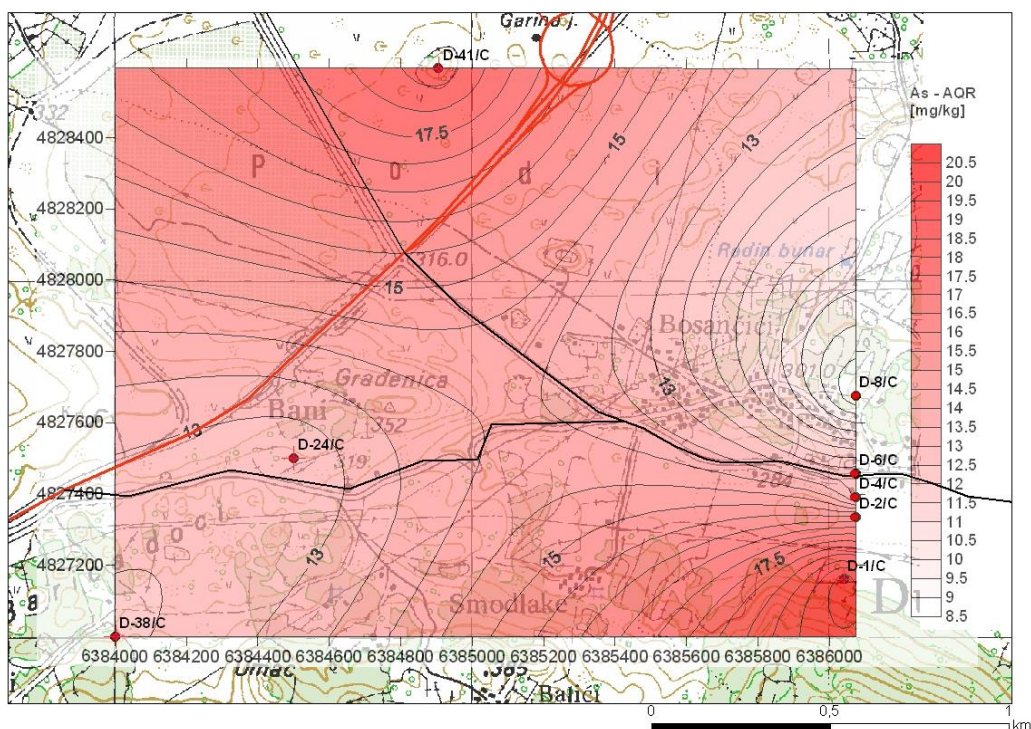 Garina j.
D-41/C
As - AQR
[mg/kg]
332
4828400
17.5
15
13
P o d i
20.5
20
19.5
19
18.5
18
17.5
17
16.5
16
15.5
15
14.5
14
13.5
13
12.5
12
11.5
11
10.5
10
9.5
9
8.5
4828200
316.0
Rodin bunar
4828000
15
Bosančići
4827800
13
301.0
Gradenica
D-8/C
Bani
352
4827600
13
D-24/C
D-6/C
4827400
294
D-4/C
D-2/C
13
15
17.5
D-1/C
4827200
Smodlake
D-38/C
6384000 6384200 6384400 6384600 6384800 6385000 6385200 6385400 6385600 6385800 6386000
365
Balići
0 0,5 1
km